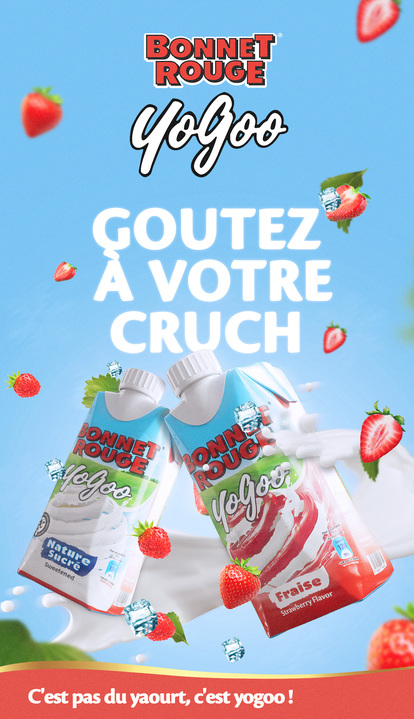 BONNET
ROUGE
Yogoo
GOUTEZ
À VOTRE
CRUCH
BONNET
ROUGE
Yogoo
Nature
Sucré
Sweetened
BONNET
ROUGE
Yogoo
Fraise
Strawberry Flavor
C'est pas du yaourt, c'est yogoo !